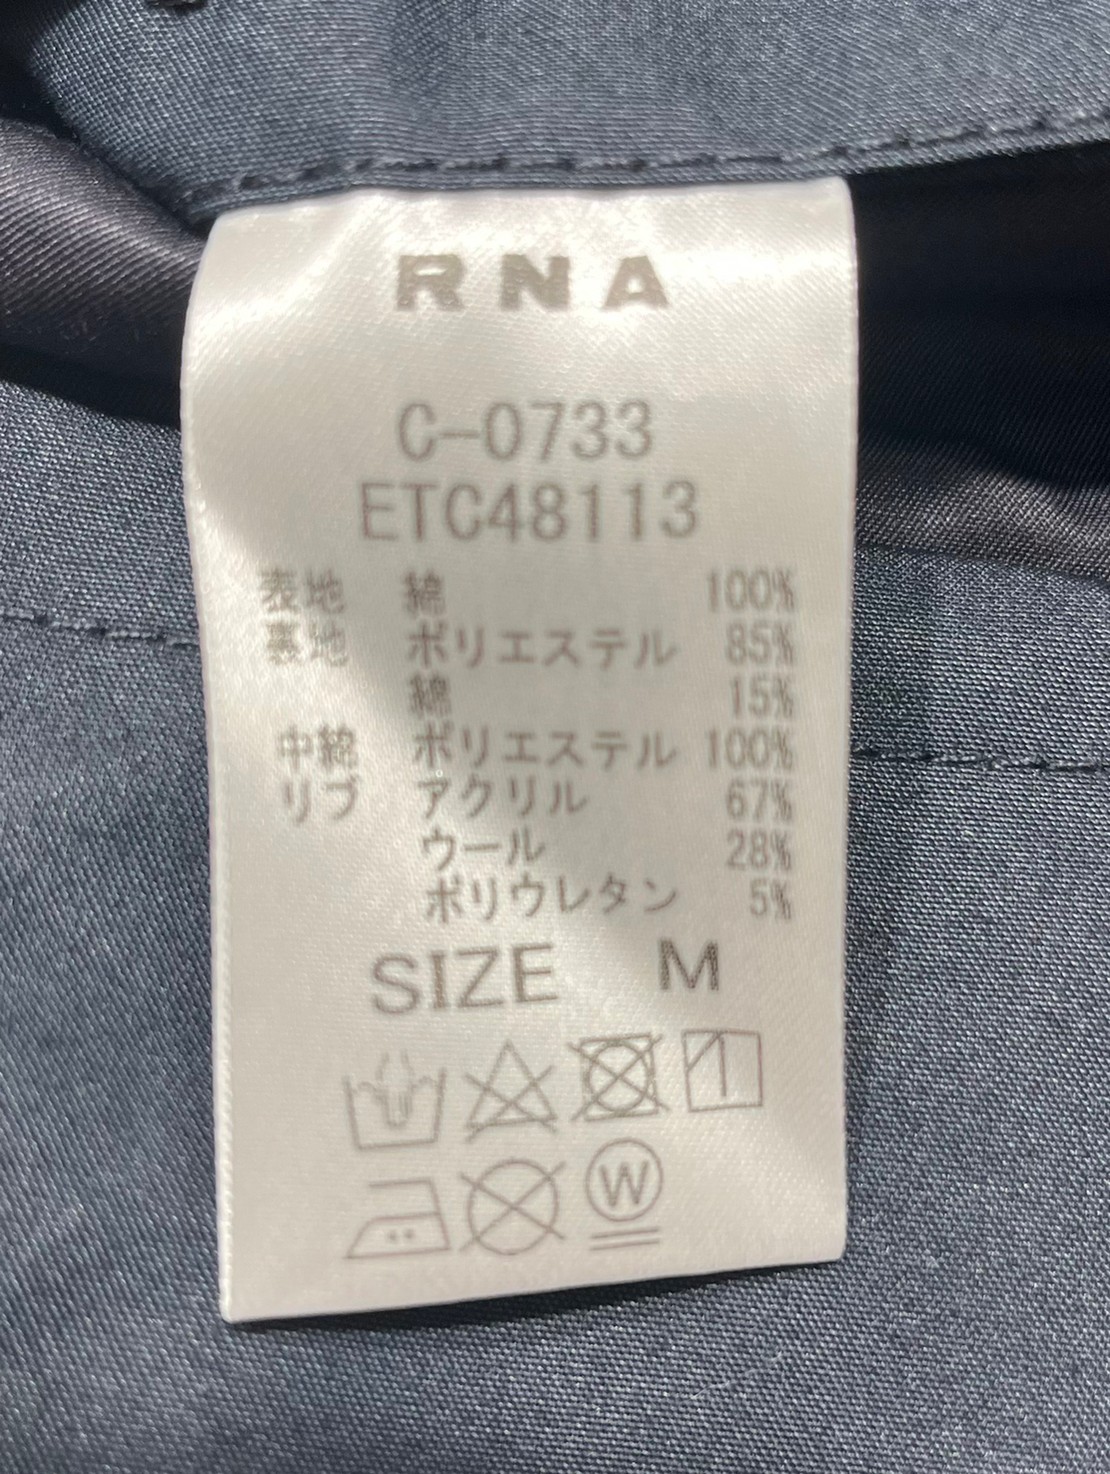 RNA
C-0733
ETC48113
表地 綿 100%
裏地 ポリエステル 85%
綿 15%
中綿 ポリエステル 100%
リブ アクリル 67%
ウール 28%
ポリウレタン 5%
SIZE M
W